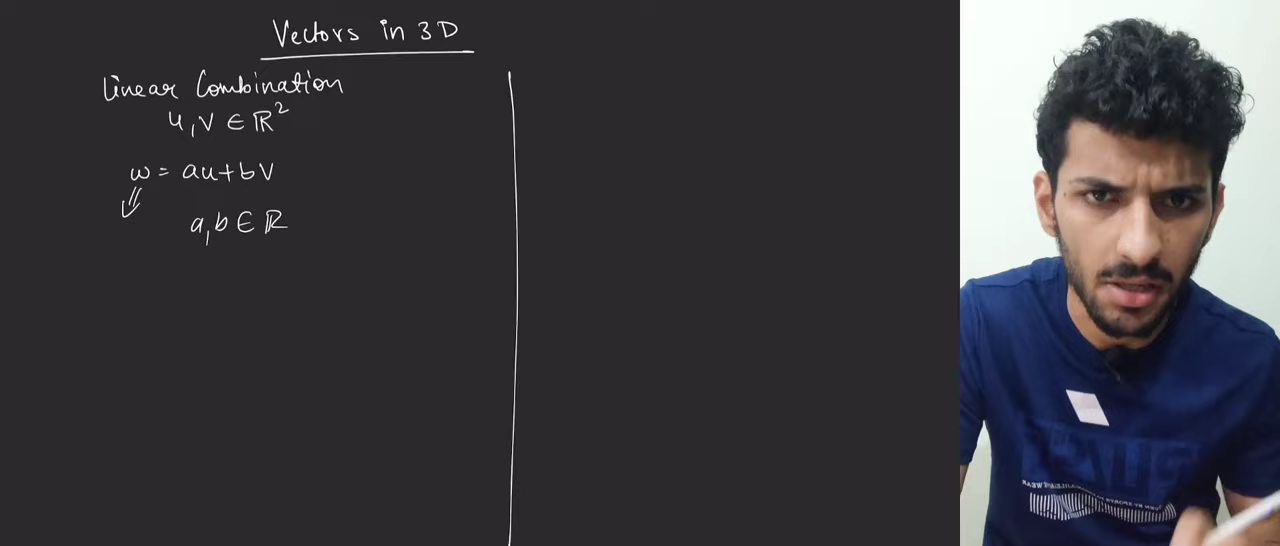 Vectors in 3D
Linear Combination
u, v ∈ ℝ²
w = au + bv
a, b ∈ ℝ